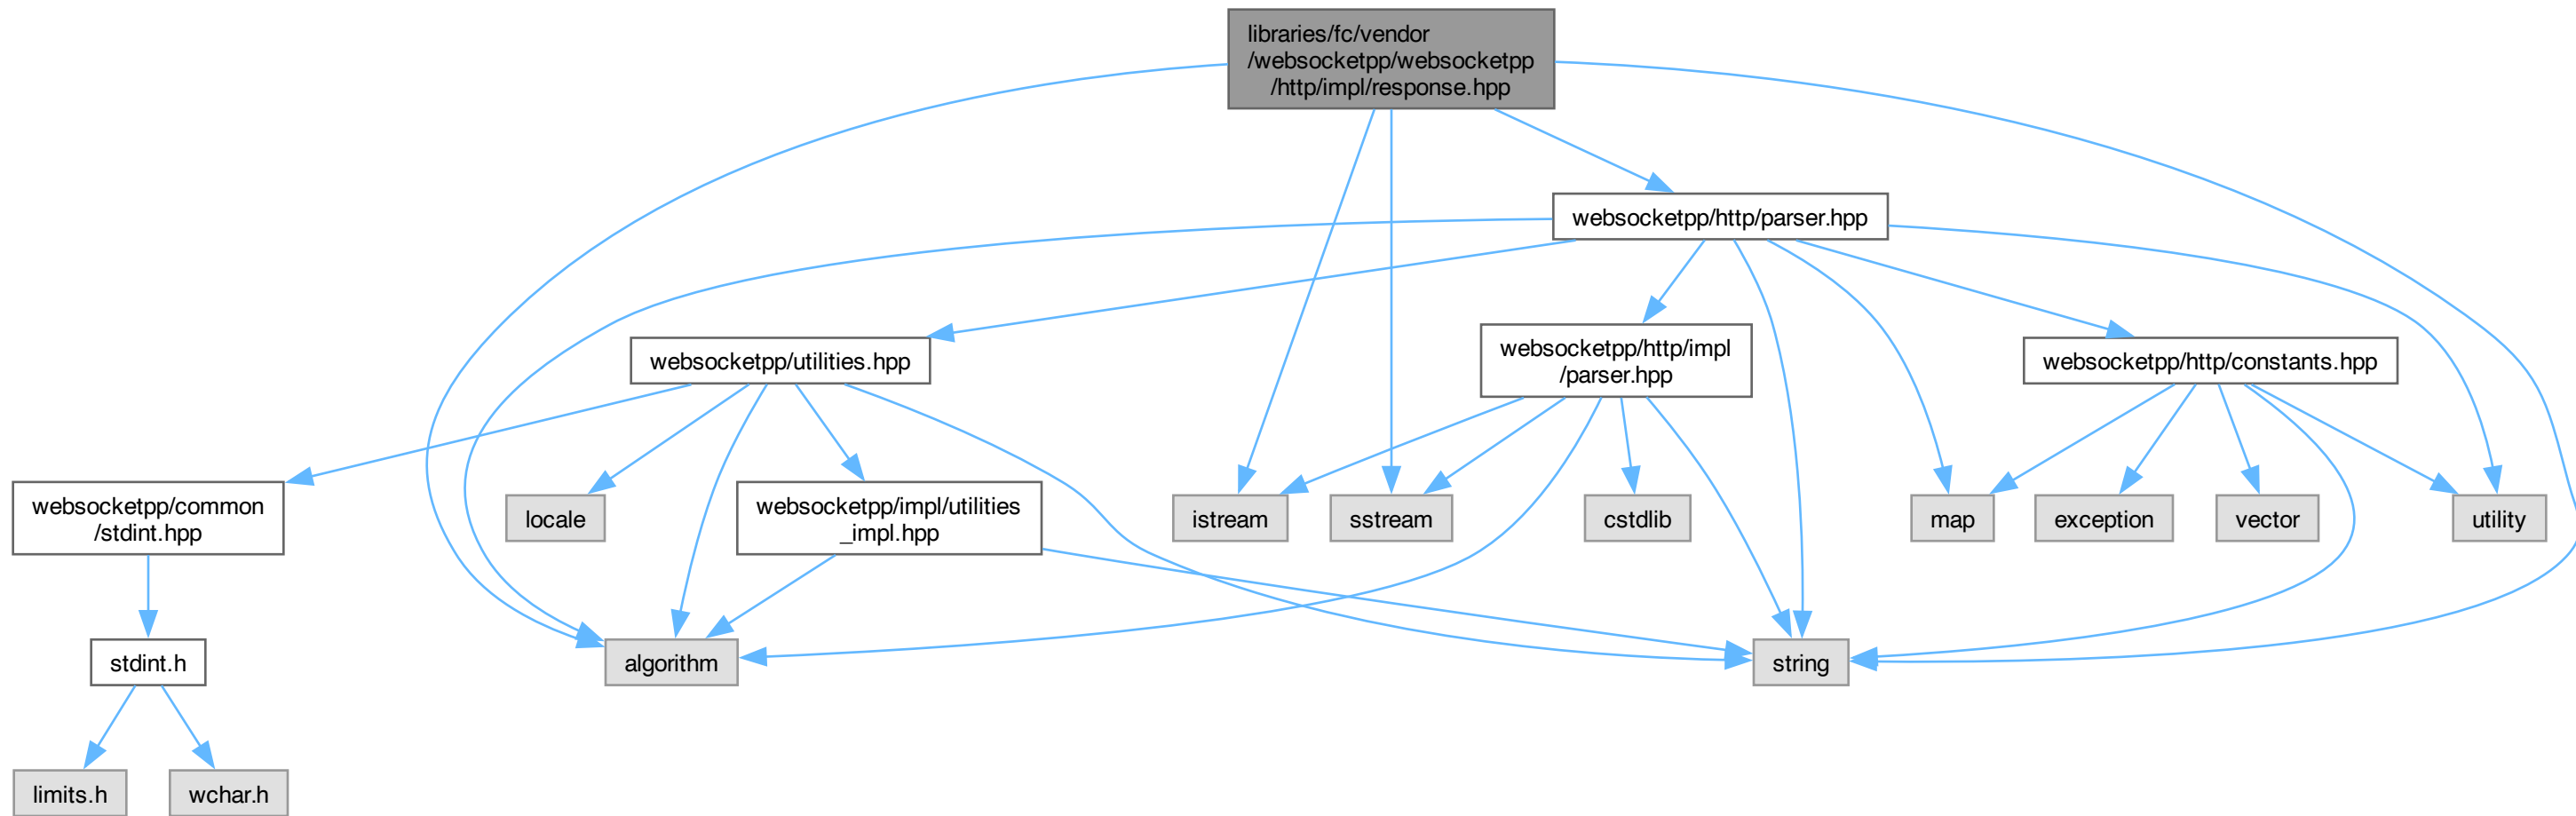 libraries/fc/vendor
/websocketpp/websocketpp
/http/impl/response.hpp
websocketpp/http/parser.hpp
websocketpp/utilities.hpp
websocketpp/http/impl
/parser.hpp
websocketpp/http/constants.hpp
websocketpp/common
/stdint.hpp
locale
websocketpp/impl/utilities
_impl.hpp
istream
sstream
cstdlib
map
exception
vector
utility
stdint.h
algorithm
string
limits.h
wchar.h